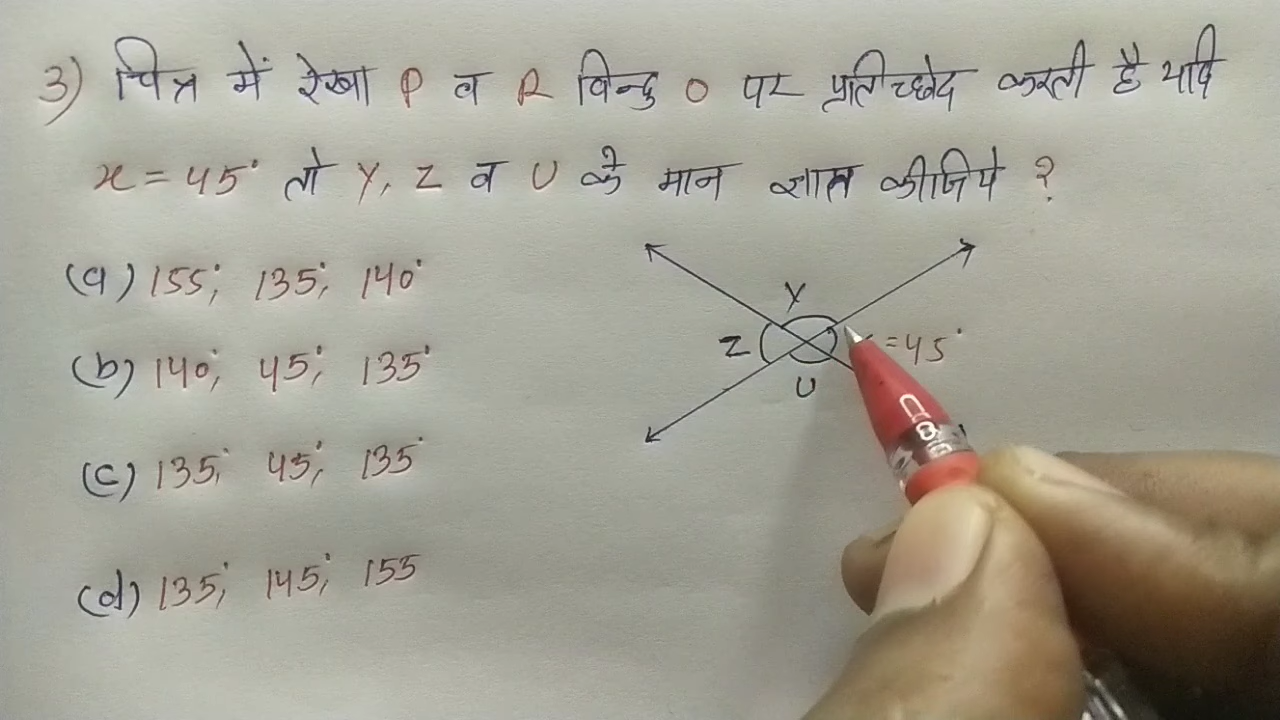 3) चित्र में रेखा P व R विन्दु O पर प्रतिच्छेद करती है यदि
x = 45° तो Y, Z व U के मान ज्ञात कीजिये ?
(a) 155°, 135°, 140°
(b) 140°, 45°, 135°
(c) 135°, 45°, 135°
(d) 135°, 145°, 155
Y
Z
= 45°
U